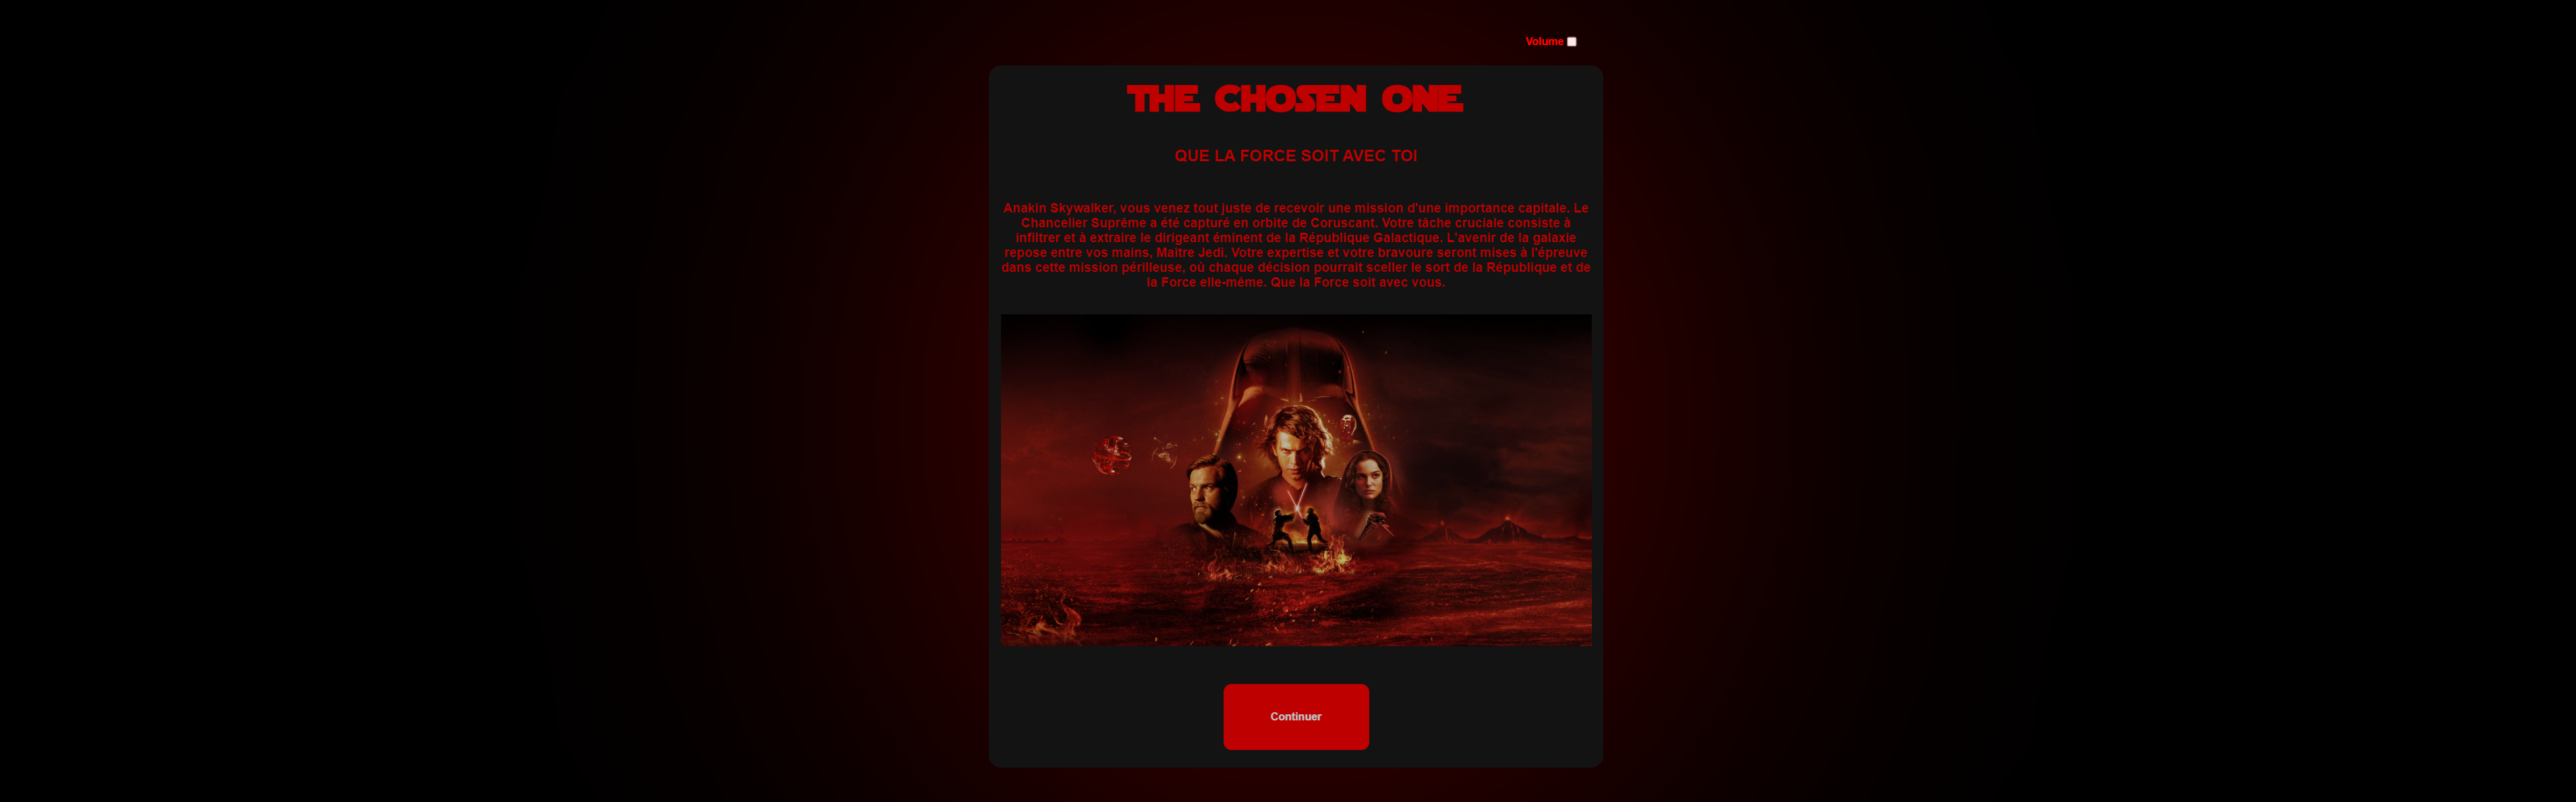 Volume
THE CHOSEN ONE
QUE LA FORCE SOIT AVEC TOI
Anakin Skywalker, vous venez tout juste de recevoir une mission d'une importance capitale. Le
Chancelier Suprême a été capturé en orbite de Coruscant. Votre tâche cruciale consiste à
infiltrer et à extraire le dirigeant éminent de la République Galactique. L'avenir de la galaxie
repose entre vos mains, Maître Jedi. Votre expertise et votre bravoure seront mises à l'épreuve
dans cette mission périlleuse, où chaque décision pourrait sceller le sort de la République et de
la Force elle-même. Que la Force soit avec vous.
Continuer